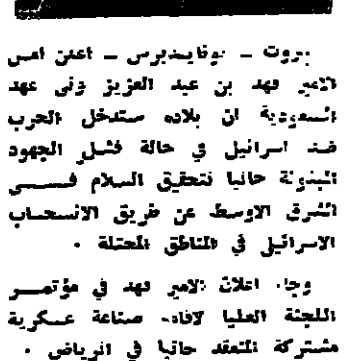 بيروت - يونايتدبرس - اعلن امس
الامير فهد بن عبد العزيز ولي عهد
السعودية ان بلاده ستدخل الحرب
ضد اسرائيل في حالة فشل الجهود
المبذولة حاليا لتحقيق السلام فــي
الشرق الاوسط عن طريق الانسحاب
الاسرائيلي في المناطق المحتلة .
وجاء اعلان الامير فهد في مؤتمــر
اللجنة العليا لاقامة صناعة عسكرية
مشتركة المنعقد حاليا في الرياض .